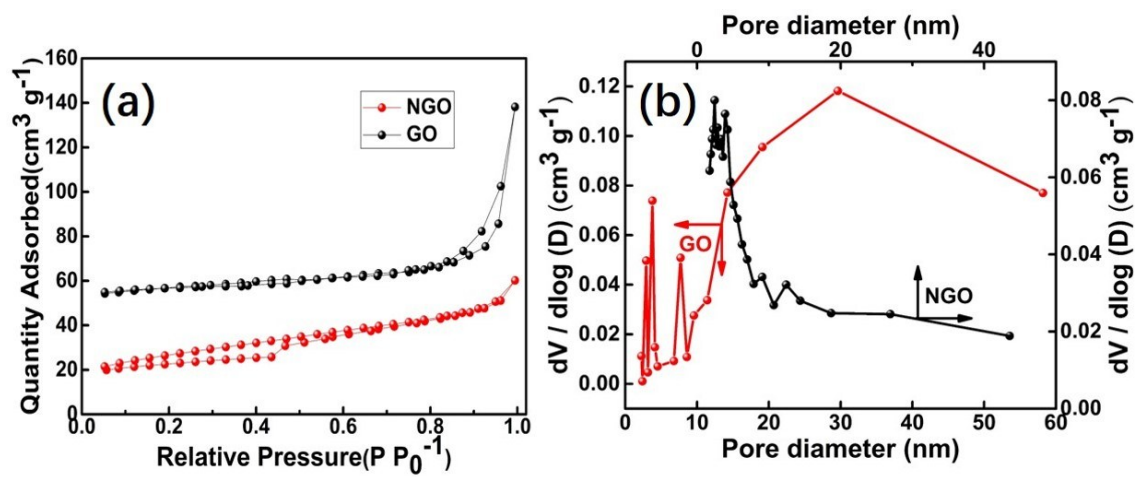 Quantity Adsorbed(cm3 g-1)
160
140
120
100
80
60
40
20
0
(a)
NGO
GO
0.0 0.2 0.4 0.6 0.8 1.0
Relative Pressure(P P0-1)
Pore diameter (nm)
0 20 40
dV / dlog (D) (cm3 g-1)
0.12
0.10
0.08
0.06
0.04
0.02
0.00
(b)
GO
NGO
0.08
0.06
0.04
0.02
0.00
dV / dlog (D) (cm3 g-1)
0 10 20 30 40 50 60
Pore diameter (nm)